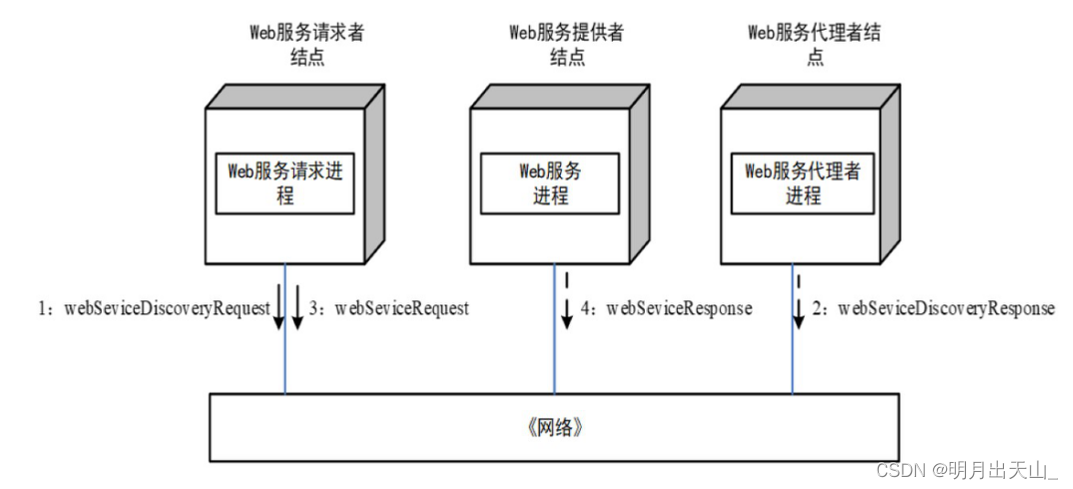 Web服务请求者
结点
Web服务提供者
结点
Web服务代理者结
点
Web服务请求进
程
Web服务
进程
Web服务代理者
进程
1：webSeviceDiscoveryRequest
3：webSeviceRequest
4：webSeviceResponse
2：webSeviceDiscoveryResponse
《网络》
CSDN @明月出天山_